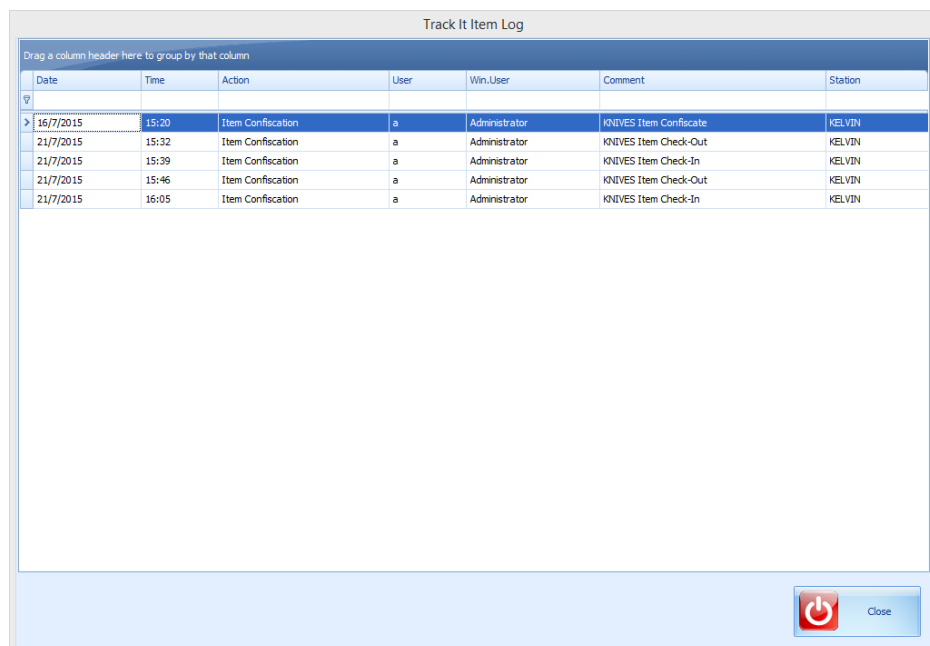 Track It Item Log
Drag a column header here to group by that column
Date Time Action User Win.User Comment Station
16/7/2015 15:20 Item Confiscation a Administrator KNIVES Item Confiscate KELVIN
21/7/2015 15:32 Item Confiscation a Administrator KNIVES Item Check-Out KELVIN
21/7/2015 15:39 Item Confiscation a Administrator KNIVES Item Check-In KELVIN
21/7/2015 15:46 Item Confiscation a Administrator KNIVES Item Check-Out KELVIN
21/7/2015 16:05 Item Confiscation a Administrator KNIVES Item Check-In KELVIN
Close